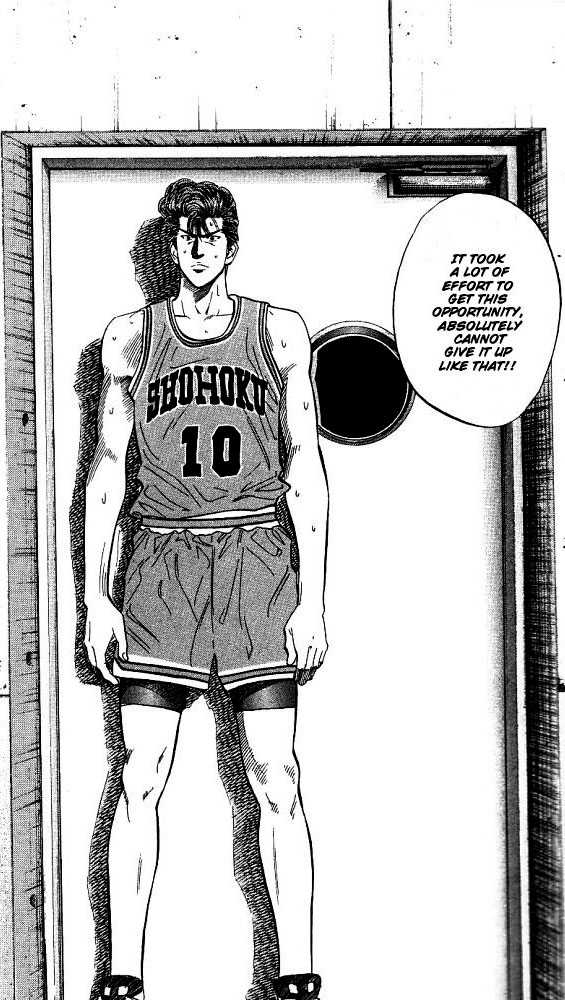 IT TOOK
A LOT OF
EFFORT TO
GET THIS
OPPORTUNITY,
ABSOLUTELY
CANNOT
GIVE IT UP
LIKE THAT!!
SHOHOKU
10